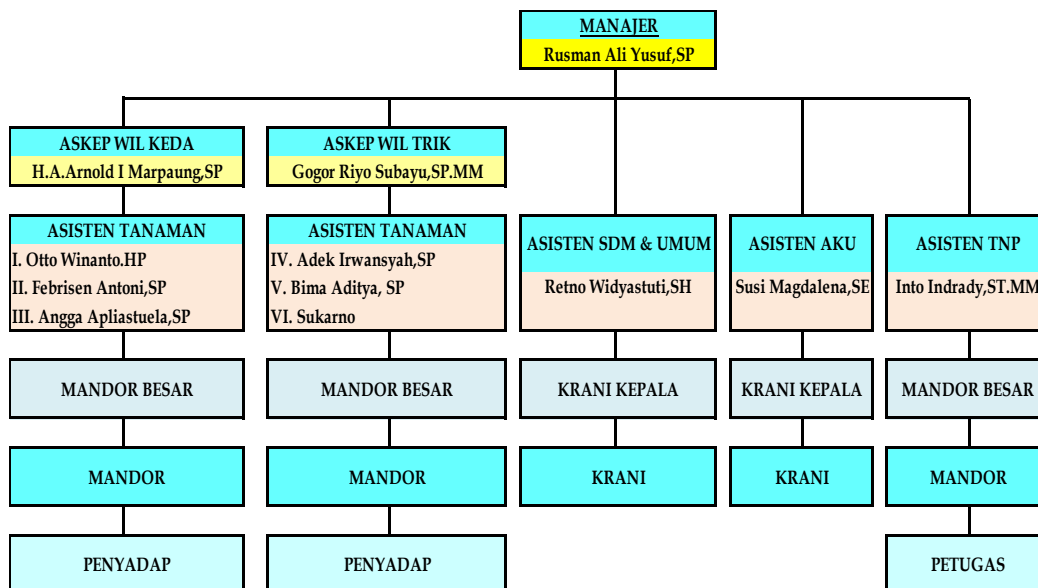 MANAJER
Rusman Ali Yusuf,SP
ASKEP WIL KEDA
H.A.Arnold I Marpaung,SP
ASKEP WIL TRIK
Gogor Riyo Subayu,SP.MM
ASISTEN TANAMAN
I. Otto Winanto.HP
II. Febrisen Antoni,SP
III. Angga Apliastuela,SP
ASISTEN TANAMAN
IV. Adek Irwansyah,SP
V. Bima Aditya, SP
VI. Sukarno
ASISTEN SDM & UMUM
Retno Widyastuti,SH
ASISTEN AKU
Susi Magdalena,SE
ASISTEN TNP
Into Indrady,ST.MM
MANDOR BESAR
MANDOR BESAR
KRANI KEPALA
KRANI KEPALA
MANDOR BESAR
MANDOR
MANDOR
KRANI
KRANI
MANDOR
PENYADAP
PENYADAP
PETUGAS